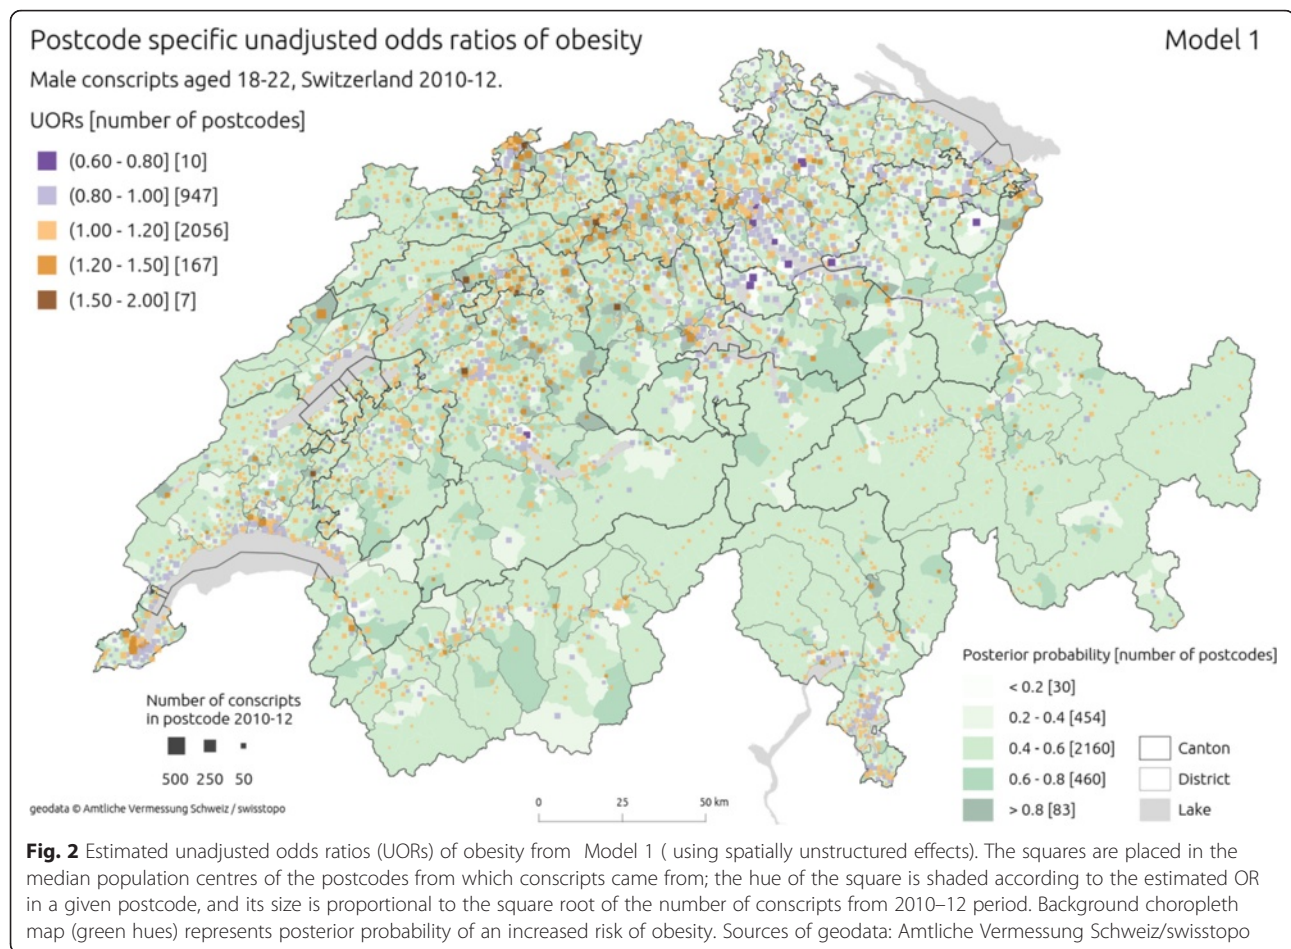 Postcode specific unadjusted odds ratios of obesity
Model 1
Male conscripts aged 18-22, Switzerland 2010-12.
UORs [number of postcodes]
(0.60 - 0.80] [10]
(0.80 - 1.00] [947]
(1.00 - 1.20] [2056]
(1.20 - 1.50] [167]
(1.50 - 2.00] [7]
Number of conscripts
in postcode 2010-12
500 250 50
geodata © Amtliche Vermessung Schweiz / swisstopo
0 25 50 km
Posterior probability [number of postcodes]
< 0.2 [30]
0.2 - 0.4 [454]
0.4 - 0.6 [2160]
0.6 - 0.8 [460]
> 0.8 [83]
Canton
District
Lake
Fig. 2 Estimated unadjusted odds ratios (UORs) of obesity from Model 1 ( using spatially unstructured effects). The squares are placed in the
median population centres of the postcodes from which conscripts came from; the hue of the square is shaded according to the estimated OR
in a given postcode, and its size is proportional to the square root of the number of conscripts from 2010–12 period. Background choropleth
map (green hues) represents posterior probability of an increased risk of obesity. Sources of geodata: Amtliche Vermessung Schweiz/swisstopo